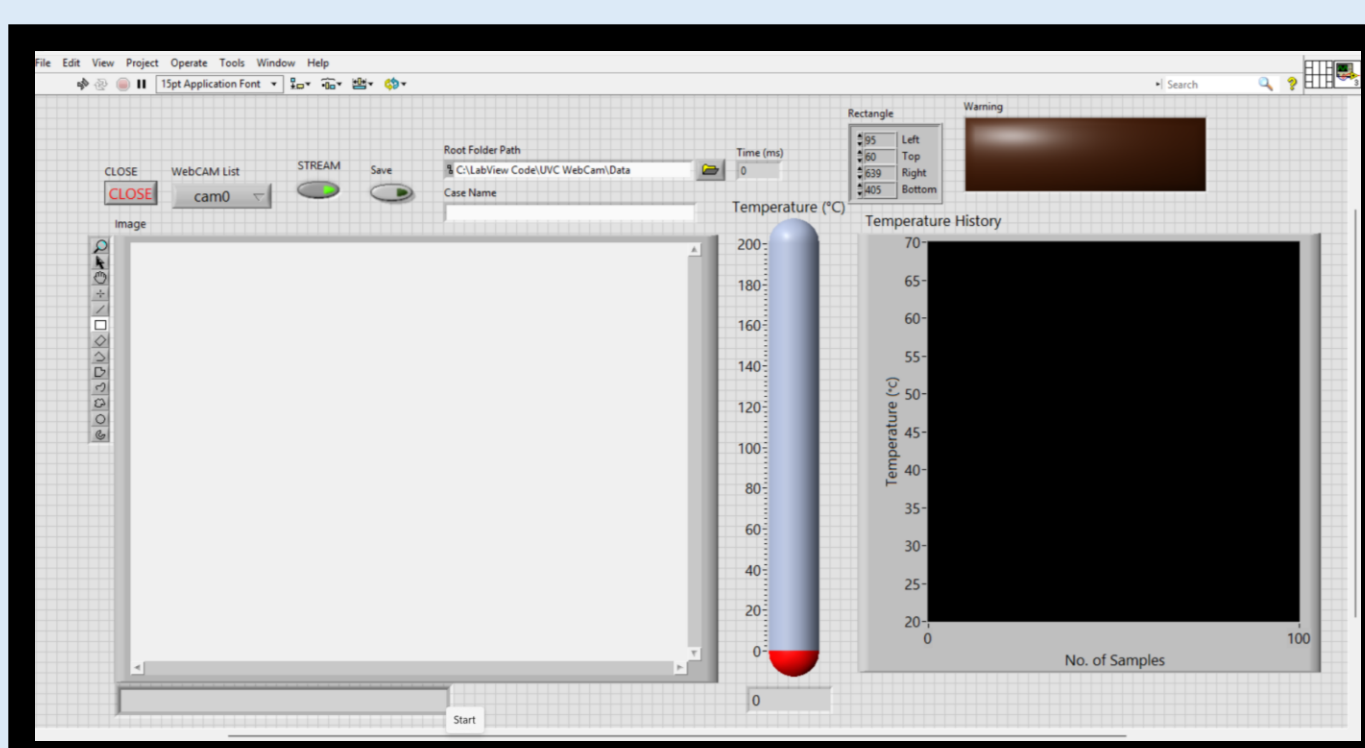 File Edit View Project Operate Tools Window Help
15pt Application Font
Search
?
3
Rectangle
Warning
95 Left
60 Top
639 Right
405 Bottom
Root Folder Path
C:\LabView Code\UVC WebCam\Data
Time (ms)
0
CLOSE
CLOSE
WebCAM List
cam0
STREAM
Save
Case Name
Image
Temperature (°C)
200
180
160
140
120
100
80
60
40
20
0
0
Temperature History
70
65
60
55
50
45
40
35
30
25
20
Temperature (°C)
0 100
No. of Samples
Start